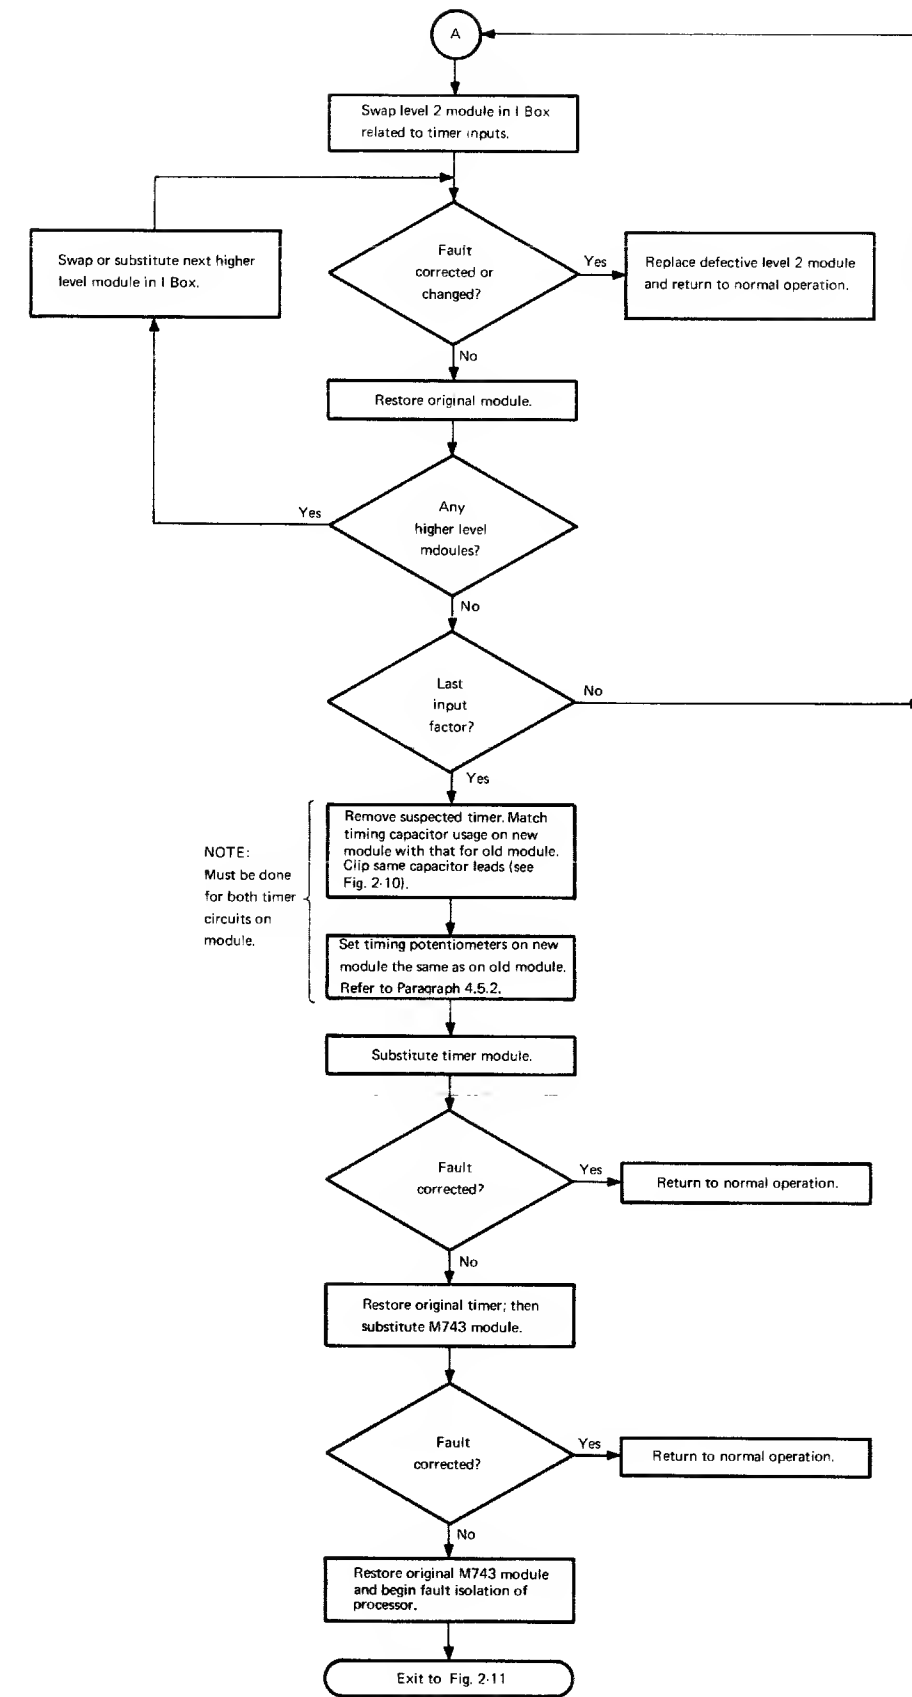 A
Swap level 2 module in I Box
related to timer inputs.
Swap or substitute next higher
level module in I Box.
Fault
corrected or
changed?
Yes
Replace defective level 2 module
and return to normal operation.
No
Restore original module.
Yes
Any
higher level
mdoules?
No
Last
input
factor?
No
Yes
NOTE:
Must be done
for both timer
circuits on
module.
Remove suspected timer. Match
timing capacitor usage on new
module with that for old module.
Clip same capacitor leads (see
Fig. 2-10).
Set timing potentiometers on new
module the same as on old module.
Refer to Paragraph 4.5.2.
Substitute timer module.
Fault
corrected?
Yes
Return to normal operation.
No
Restore original timer; then
substitute M743 module.
Fault
corrected?
Yes
Return to normal operation.
No
Restore original M743 module
and begin fault isolation of
processor.
Exit to Fig. 2-11